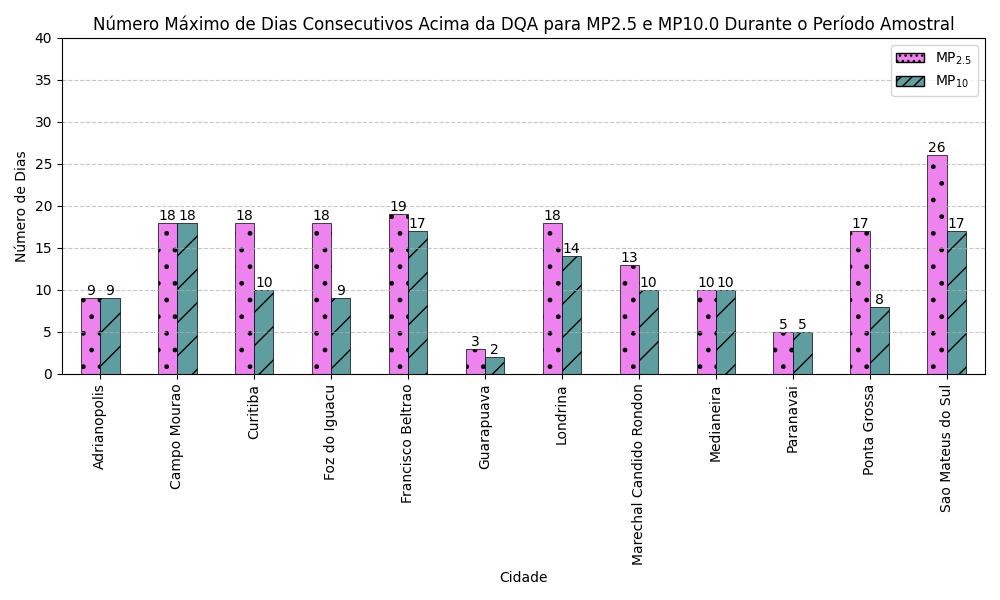 Número Máximo de Dias Consecutivos Acima da DQA para MP2.5 e MP10.0 Durante o Período Amostral
MP2.5
MP10
Número de Dias
40
35
30
25
20
15
10
5
0
9 9
18 18
18 10
18 9
19 17
3 2
18 14
13 10
10 10
5 5
17 8
26 17
Adrianopolis
Campo Mourao
Curitiba
Foz do Iguacu
Francisco Beltrao
Guarapuava
Londrina
Marechal Candido Rondon
Medianeira
Paranavai
Ponta Grossa
Sao Mateus do Sul
Cidade